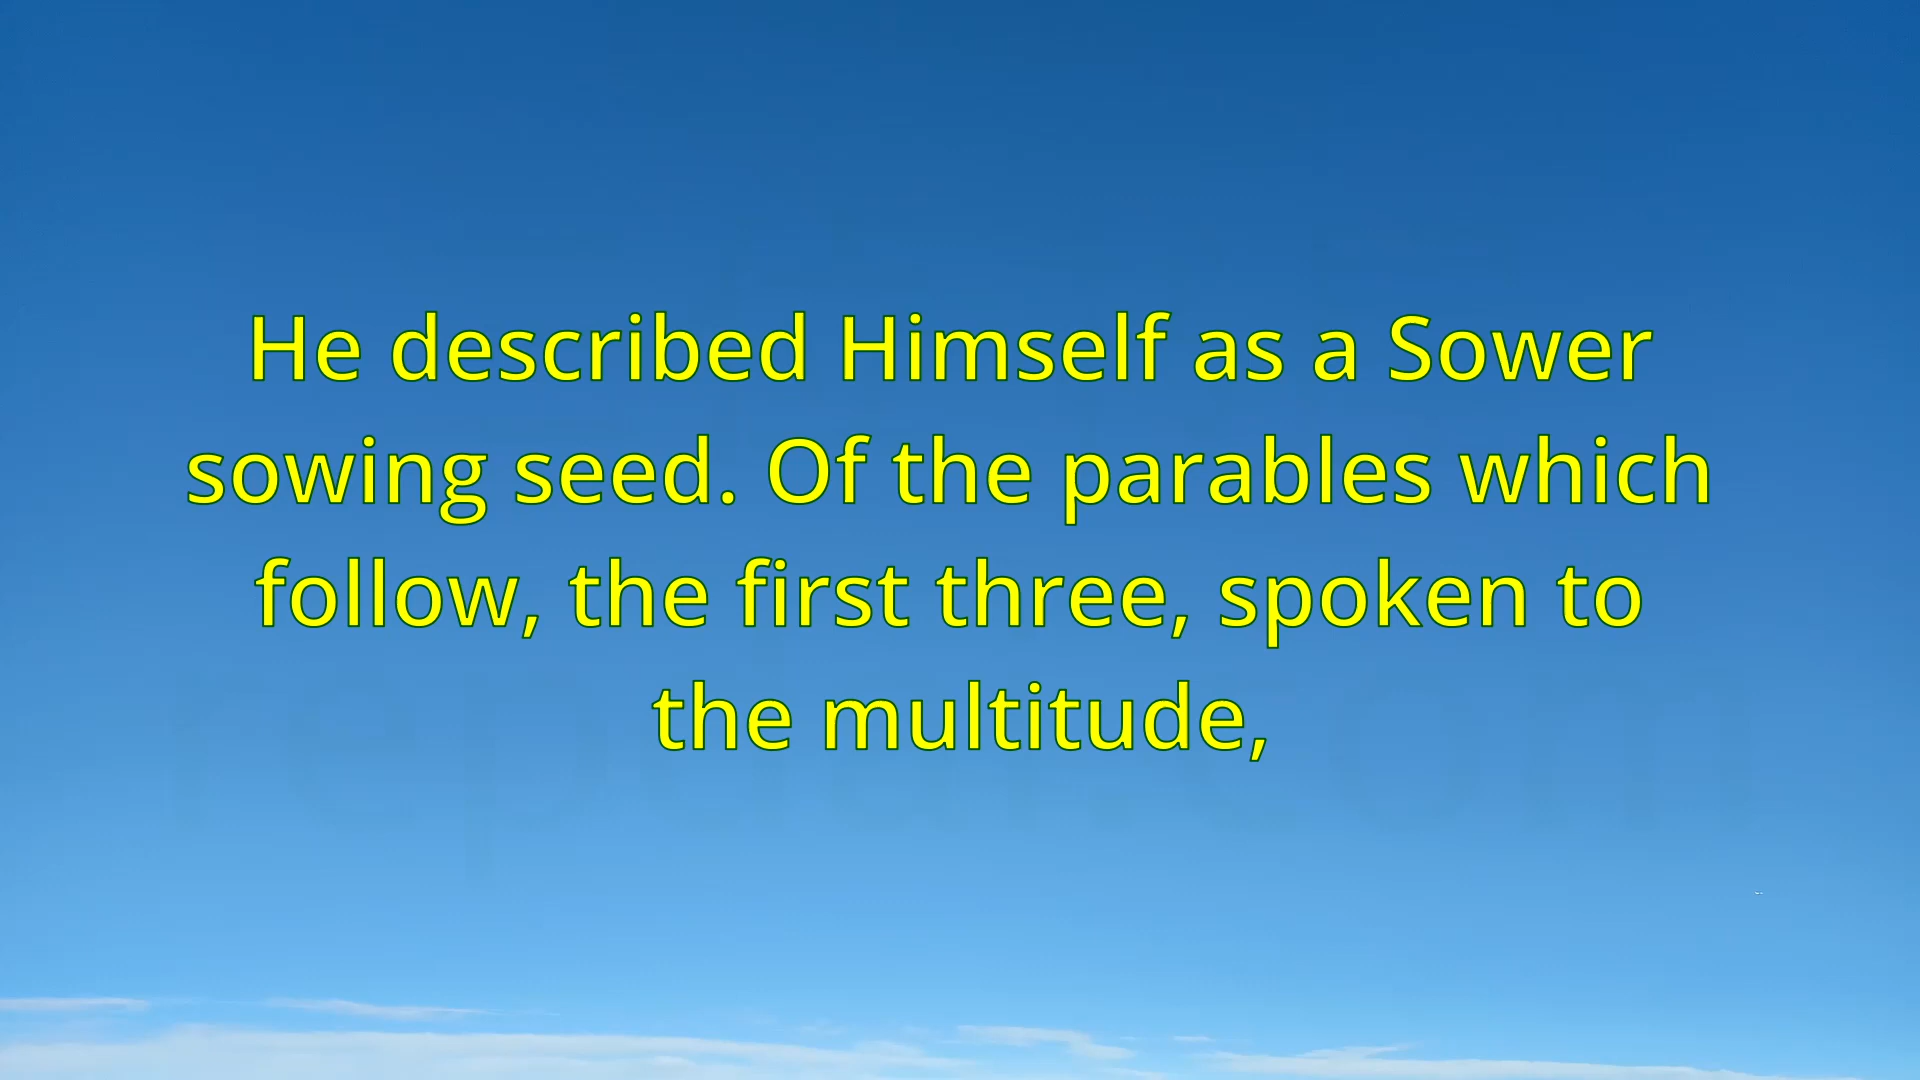 He described Himself as a Sower
sowing seed. Of the parables which
follow, the first three, spoken to
the multitude,